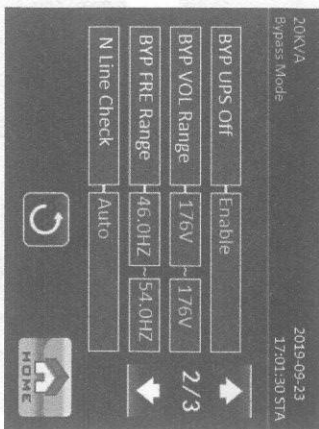 20KVA 2019-09-23
Bypass Mode 17:01:30 STA
BYP UPS Off Enable
BYP VOL Range 176V ~ 176V
BYP FRE Range 46.0HZ ~ 54.0HZ
N Line Check Auto
2/3
HOME